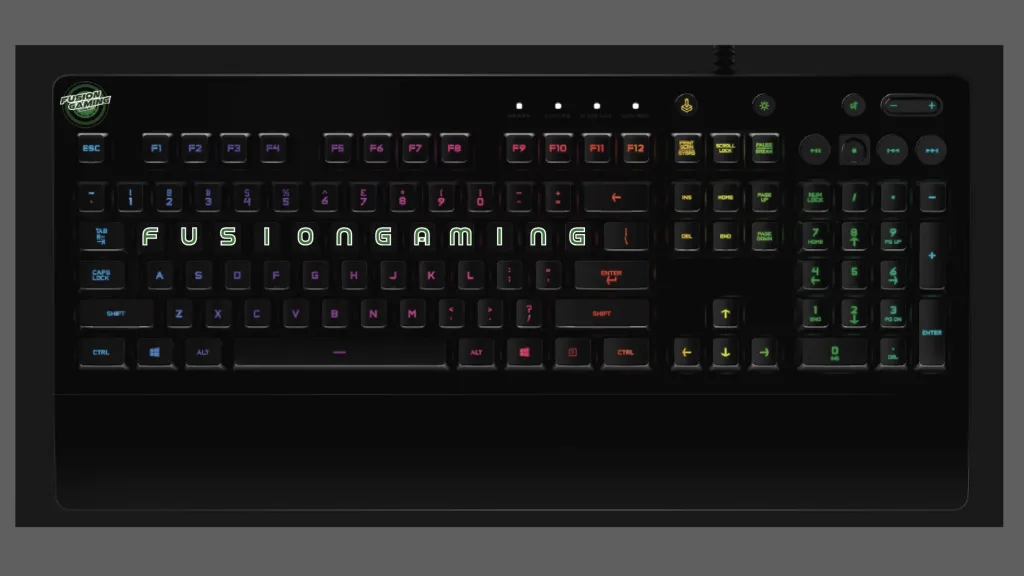 FUSION
GAMING
ESC F1 F2 F3 F4 F5 F6 F7 F8 F9 F10 F11 F12 PRINT SCRN SYSRQ SCROLL LOCK PAUSE BREAK
! 1 2 3 4 5 6 £ 7 * 8 ( 9 ) 0 - ← INS HOME PAGE UP NUM LOCK / * -
TAB FUSIONGAMING DEL END PAGE DOWN 7 HOME 8 ↑ 9 PG UP +
CAPS LOCK A S D F G H J K L : ; " ' ENTER 4 ← 5 6 →
SHIFT Z X C V B N M < , > . ? / SHIFT ↑ 1 END 2 ↓ 3 PG DN ENTER
CTRL ALT ALT CTRL ← ↓ → 0 INS . DEL